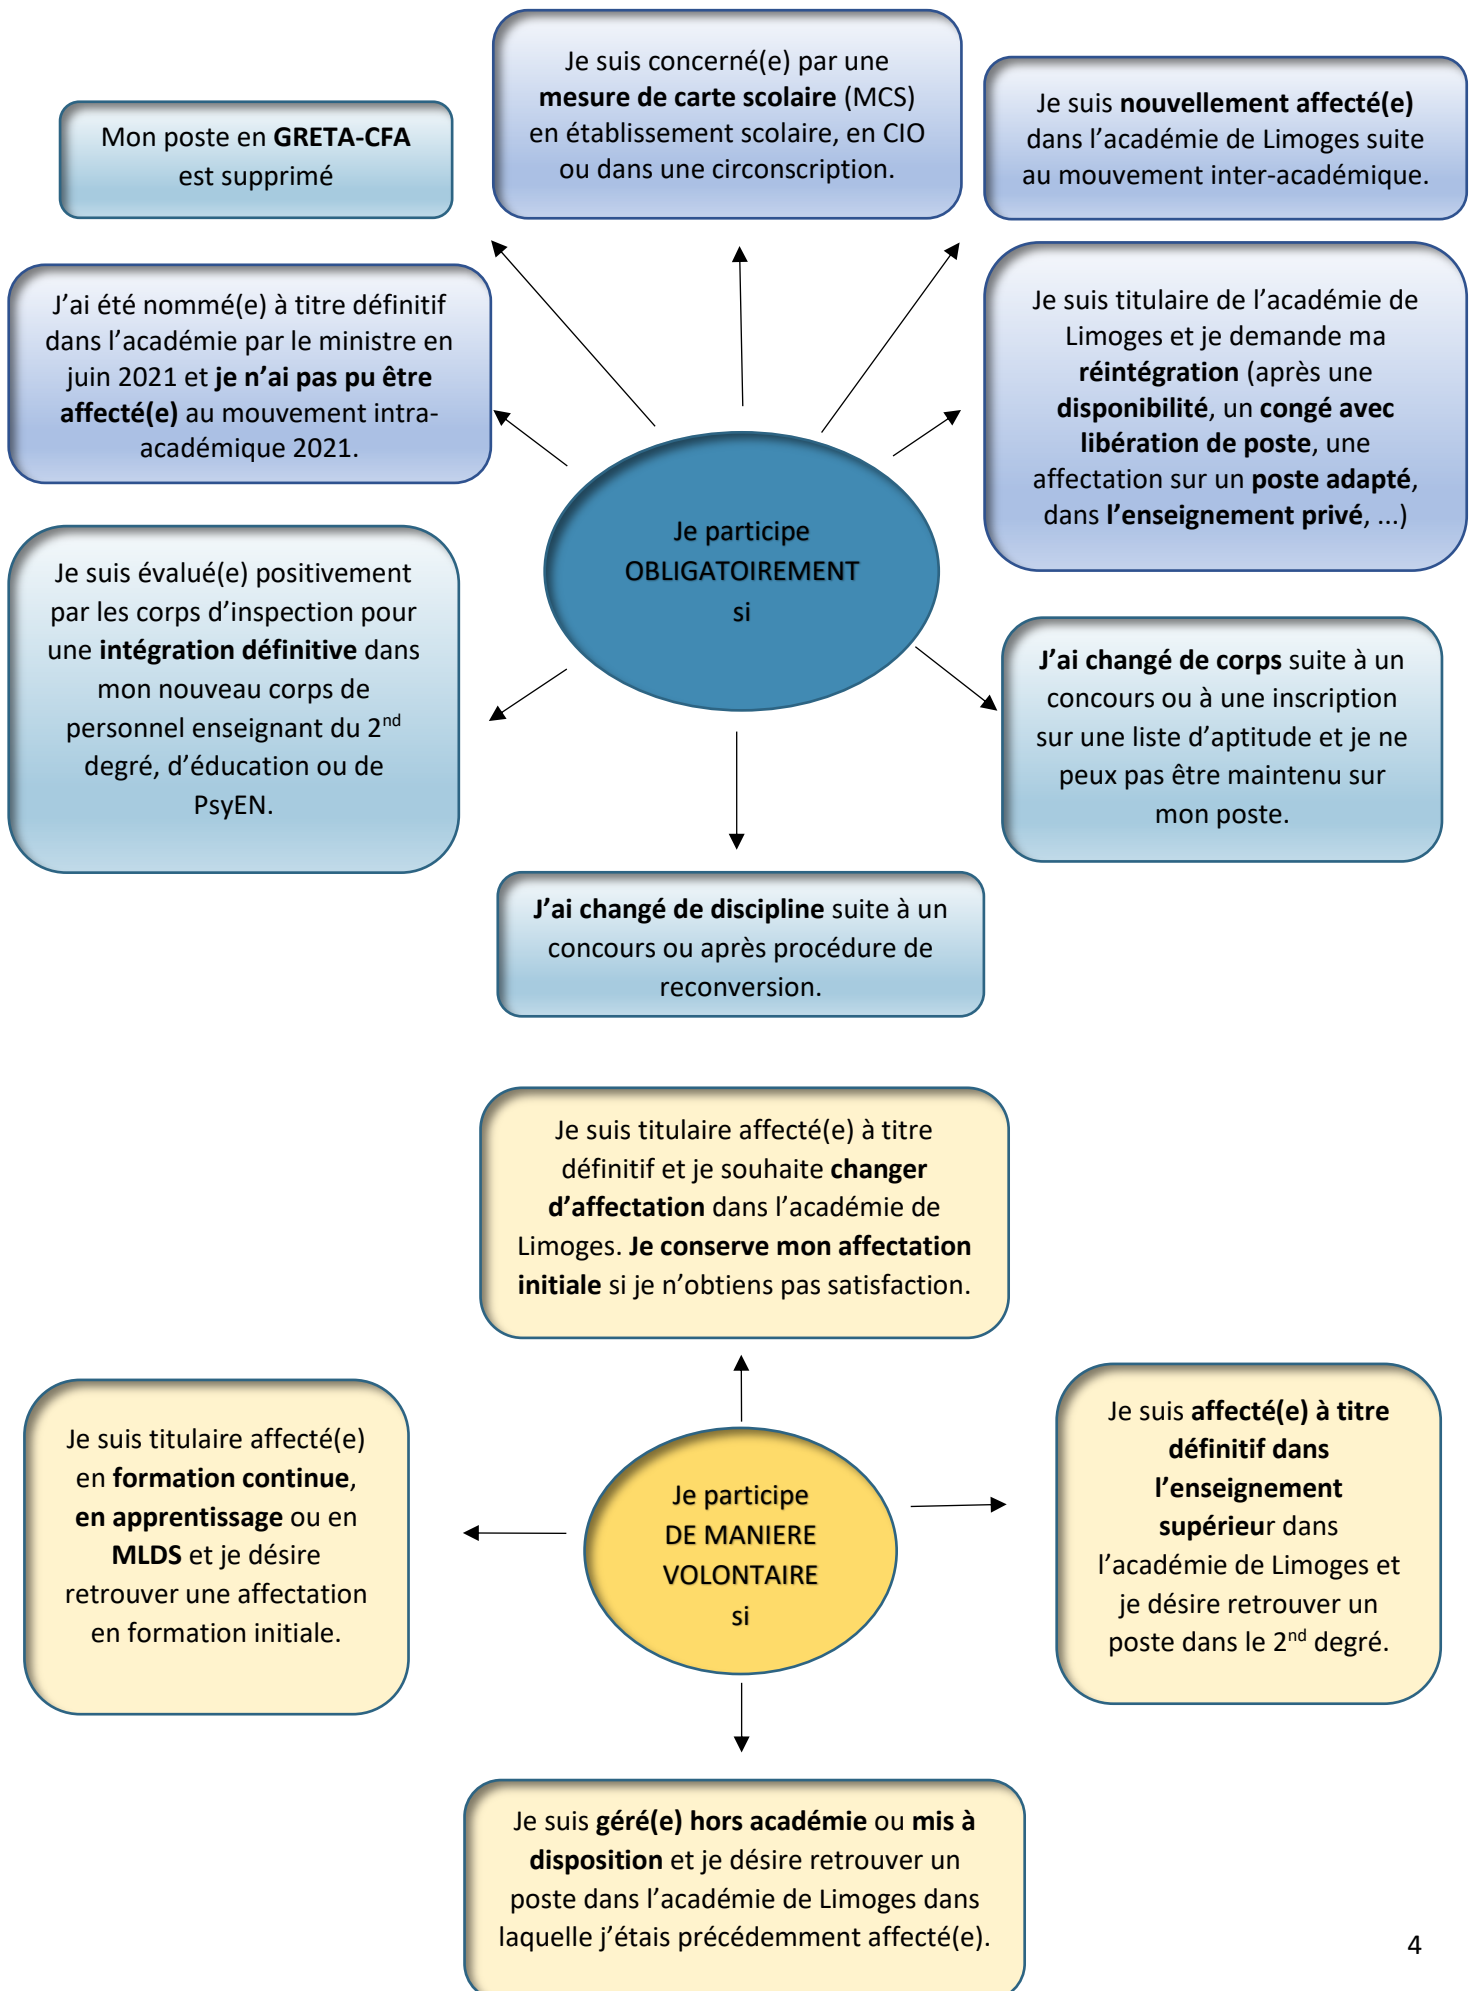 Je suis concerné(e) par une
mesure de carte scolaire (MCS)
en établissement scolaire, en CIO
ou dans une circonscription.
Je suis nouvellement affecté(e)
dans l’académie de Limoges suite
au mouvement inter-académique.
Mon poste en GRETA-CFA
est supprimé
J’ai été nommé(e) à titre définitif
dans l’académie par le ministre en
juin 2021 et je n’ai pas pu être
affecté(e) au mouvement intra-
académique 2021.
Je suis titulaire de l’académie de
Limoges et je demande ma
réintégration (après une
disponibilité, un congé avec
libération de poste, une
affectation sur un poste adapté,
dans l’enseignement privé, ...)
Je participe
OBLIGATOIREMENT
si
Je suis évalué(e) positivement
par les corps d’inspection pour
une intégration définitive dans
mon nouveau corps de
personnel enseignant du 2nd
degré, d’éducation ou de
PsyEN.
J’ai changé de corps suite à un
concours ou à une inscription
sur une liste d’aptitude et je ne
peux pas être maintenu sur
mon poste.
J’ai changé de discipline suite à un
concours ou après procédure de
reconversion.
Je suis titulaire affecté(e) à titre
définitif et je souhaite changer
d’affectation dans l’académie de
Limoges. Je conserve mon affectation
initiale si je n’obtiens pas satisfaction.
Je suis titulaire affecté(e)
en formation continue,
en apprentissage ou en
MLDS et je désire
retrouver une affectation
en formation initiale.
Je participe
DE MANIERE
VOLONTAIRE
si
Je suis affecté(e) à titre
définitif dans
l’enseignement
supérieur dans
l’académie de Limoges et
je désire retrouver un
poste dans le 2nd degré.
Je suis géré(e) hors académie ou mis à
disposition et je désire retrouver un
poste dans l’académie de Limoges dans
laquelle j’étais précédemment affecté(e).
4